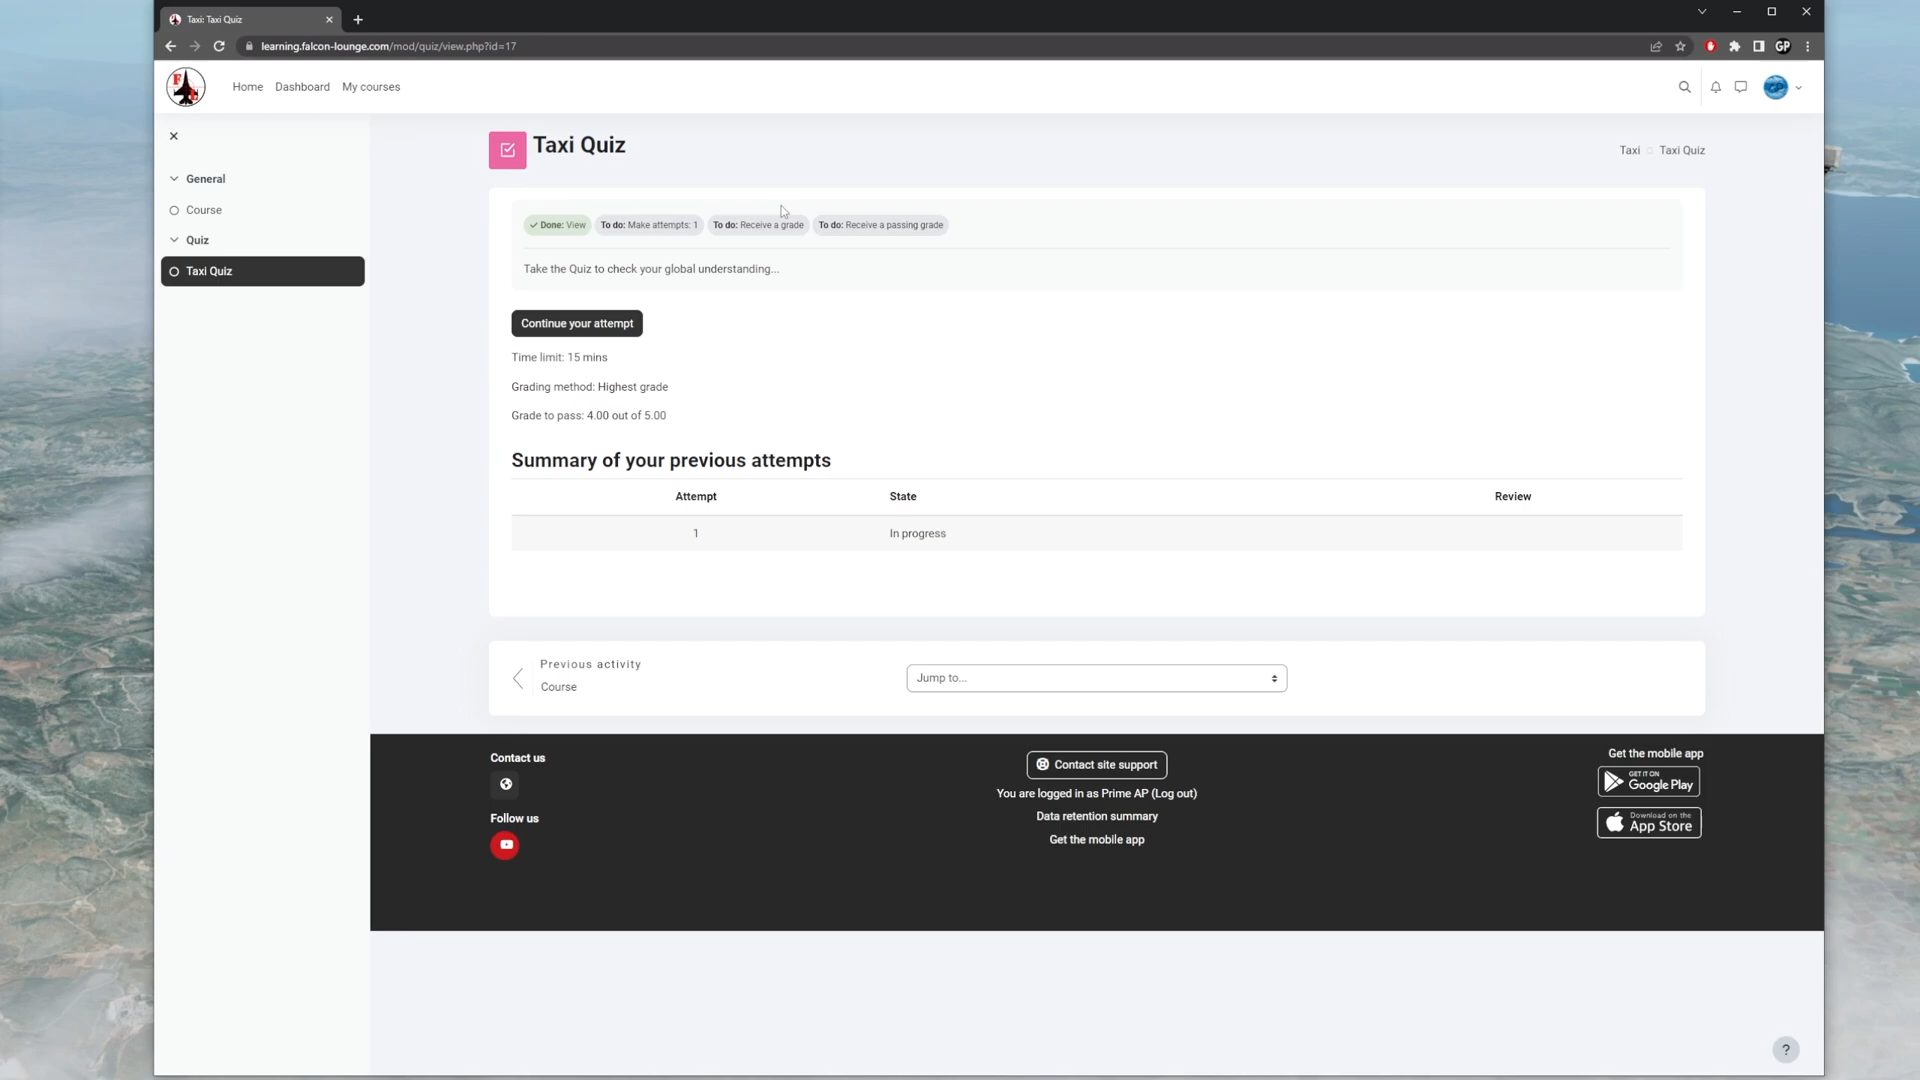 Taxi: Taxi Quiz
learning.falcon-lounge.com/mod/quiz/view.php?id=17
GP
F
Home
Dashboard
My courses
General
Course
Quiz
Taxi Quiz
Taxi Quiz
Taxi
Taxi Quiz
Done: View
To do: Make attempts: 1
To do: Receive a grade
To do: Receive a passing grade
Take the Quiz to check your global understanding...
Continue your attempt
Time limit: 15 mins
Grading method: Highest grade
Grade to pass: 4.00 out of 5.00
Summary of your previous attempts
Attempt State Review
1 In progress
Previous activity
Course
Jump to...
Contact us
Follow us
Contact site support
You are logged in as Prime AP (Log out)
Data retention summary
Get the mobile app
Get the mobile app
GET IT ON
Google Play
Download on the
App Store
?